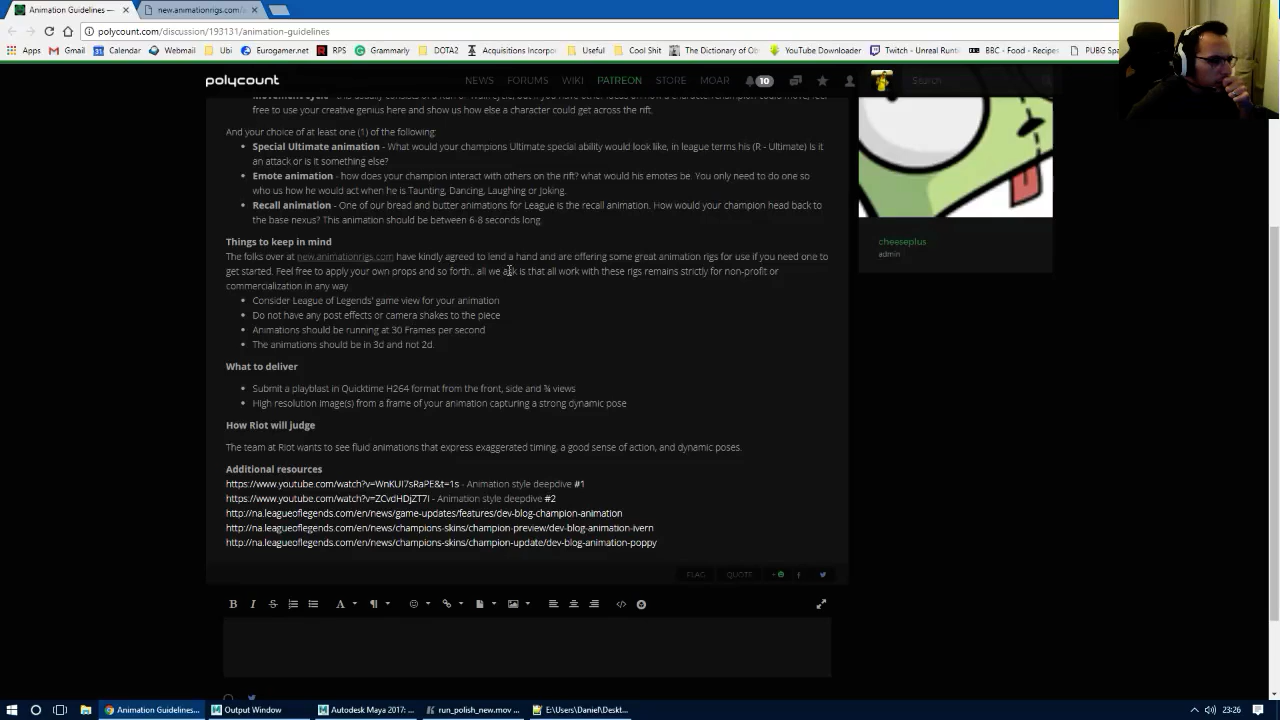 Animation Guidelines —
new.animationrigs.com/
polycount.com/discussion/193131/animation-guidelines
Apps Gmail Calendar Webmail Ubi Eurogamer.net RPS Grammarly DOTA2 Acquisitions Incorpo Useful Cool Shit The Dictionary of YouTube Downloader Twitch - Unreal Runt BBC - Food - Recipes PUBG Spa
polycount NEWS FORUMS WIKI PATREON STORE MOAR 10 Search
free to use your creative genius here and show us how else a character could get across the rift.
And your choice of at least one (1) of the following:
Special Ultimate animation - What would your champions Ultimate special ability would look like, in league terms his (R - Ultimate) Is it
an attack or is it something else?
Emote animation - how does your champion interact with others on the rift? what would his emotes be. You only need to do one so
who us how he would act when he is Taunting, Dancing, Laughing or Joking.
Recall animation - One of our bread and butter animations for League is the recall animation. How would your champion head back to
the base nexus? This animation should be between 6-8 seconds long.
cheeseplus
admin
Things to keep in mind
The folks over at new.animationrigs.com have kindly agreed to lend a hand and are offering some great animation rigs for use if you need one to
get started. Feel free to apply your own props and so forth.. all we ask is that all work with these rigs remains strictly for non-profit or
commercialization in any way
Consider League of Legends' game view for your animation
Do not have any post effects or camera shakes to the piece
Animations should be running at 30 Frames per second
The animations should be in 3d and not 2d.
What to deliver
Submit a playblast in Quicktime H264 format from the front, side and ¾ views
High resolution image(s) from a frame of your animation capturing a strong dynamic pose
How Riot will judge
The team at Riot wants to see fluid animations that express exaggerated timing, a good sense of action, and dynamic poses.
Additional resources
https://www.youtube.com/watch?v=WnKUI7sRaPE&t=1s - Animation style deepdive #1
https://www.youtube.com/watch?v=ZCvdHDjZT7I - Animation style deepdive #2
http://na.leagueoflegends.com/en/news/game-updates/features/dev-blog-champion-animation
http://na.leagueoflegends.com/en/news/champions-skins/champion-preview/dev-blog-animation-ivern
http://na.leagueoflegends.com/en/news/champions-skins/champion-update/dev-blog-animation-poppy
FLAG QUOTE
Animation Guidelines... Output Window Autodesk Maya 2017: ... run_polish_new.mov ... E:\Users\Daniel\Deskt... 23:26